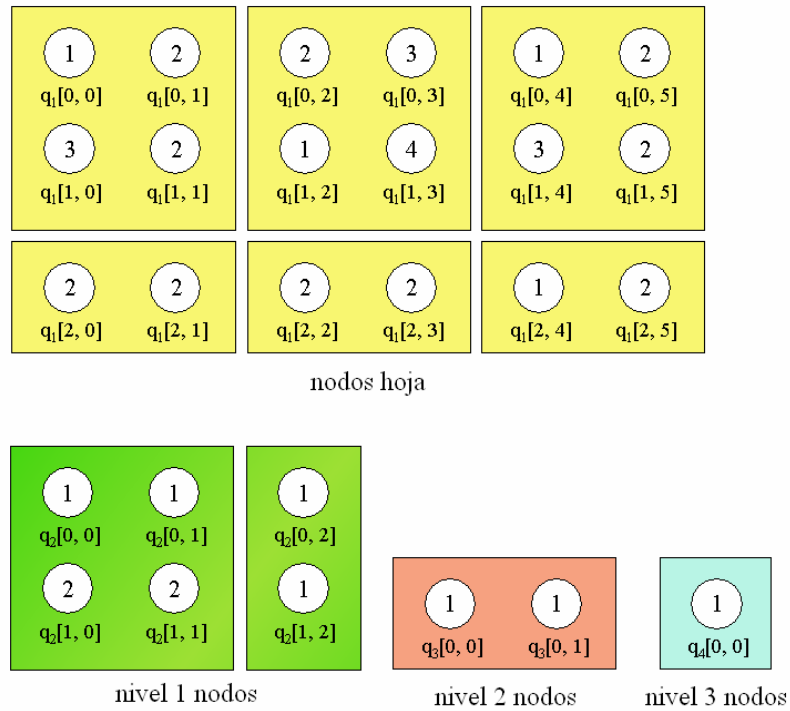 1 2 2 3 1 2
q₁[0, 0] q₁[0, 1] q₁[0, 2] q₁[0, 3] q₁[0, 4] q₁[0, 5]
3 2 1 4 3 2
q₁[1, 0] q₁[1, 1] q₁[1, 2] q₁[1, 3] q₁[1, 4] q₁[1, 5]
2 2 2 2 1 2
q₁[2, 0] q₁[2, 1] q₁[2, 2] q₁[2, 3] q₁[2, 4] q₁[2, 5]
nodos hoja
1 1 1
q₂[0, 0] q₂[0, 1] q₂[0, 2]
2 2 1
q₂[1, 0] q₂[1, 1] q₂[1, 2]
nivel 1 nodos
1 1
q₃[0, 0] q₃[0, 1]
nivel 2 nodos
1
q₄[0, 0]
nivel 3 nodos